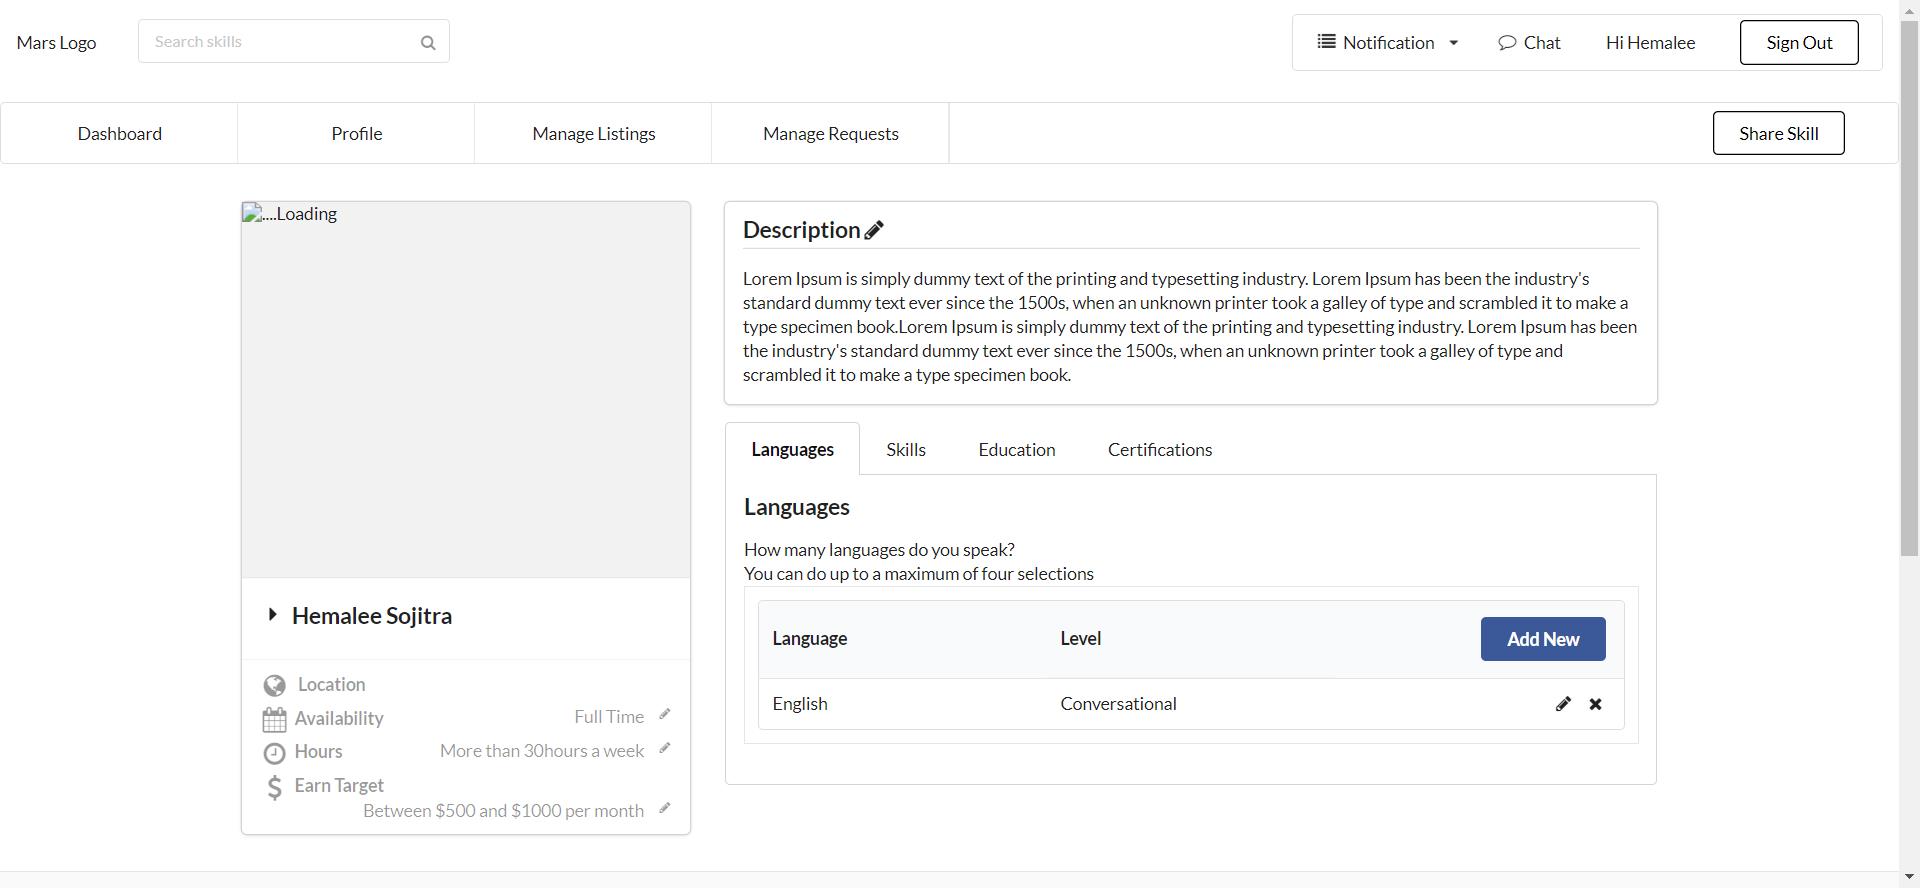 Mars Logo
Search skills
Notification
Chat
Hi Hemalee
Sign Out
Dashboard
Profile
Manage Listings
Manage Requests
Share Skill
....Loading
Hemalee Sojitra
Location
Availability
Full Time
Hours
More than 30hours a week
Earn Target
Between $500 and $1000 per month
Description
Lorem Ipsum is simply dummy text of the printing and typesetting industry. Lorem Ipsum has been the industry's
standard dummy text ever since the 1500s, when an unknown printer took a galley of type and scrambled it to make a
type specimen book.Lorem Ipsum is simply dummy text of the printing and typesetting industry. Lorem Ipsum has been
the industry's standard dummy text ever since the 1500s, when an unknown printer took a galley of type and
scrambled it to make a type specimen book.
Languages
Skills
Education
Certifications
Languages
How many languages do you speak?
You can do up to a maximum of four selections
Language
Level
Add New
English
Conversational